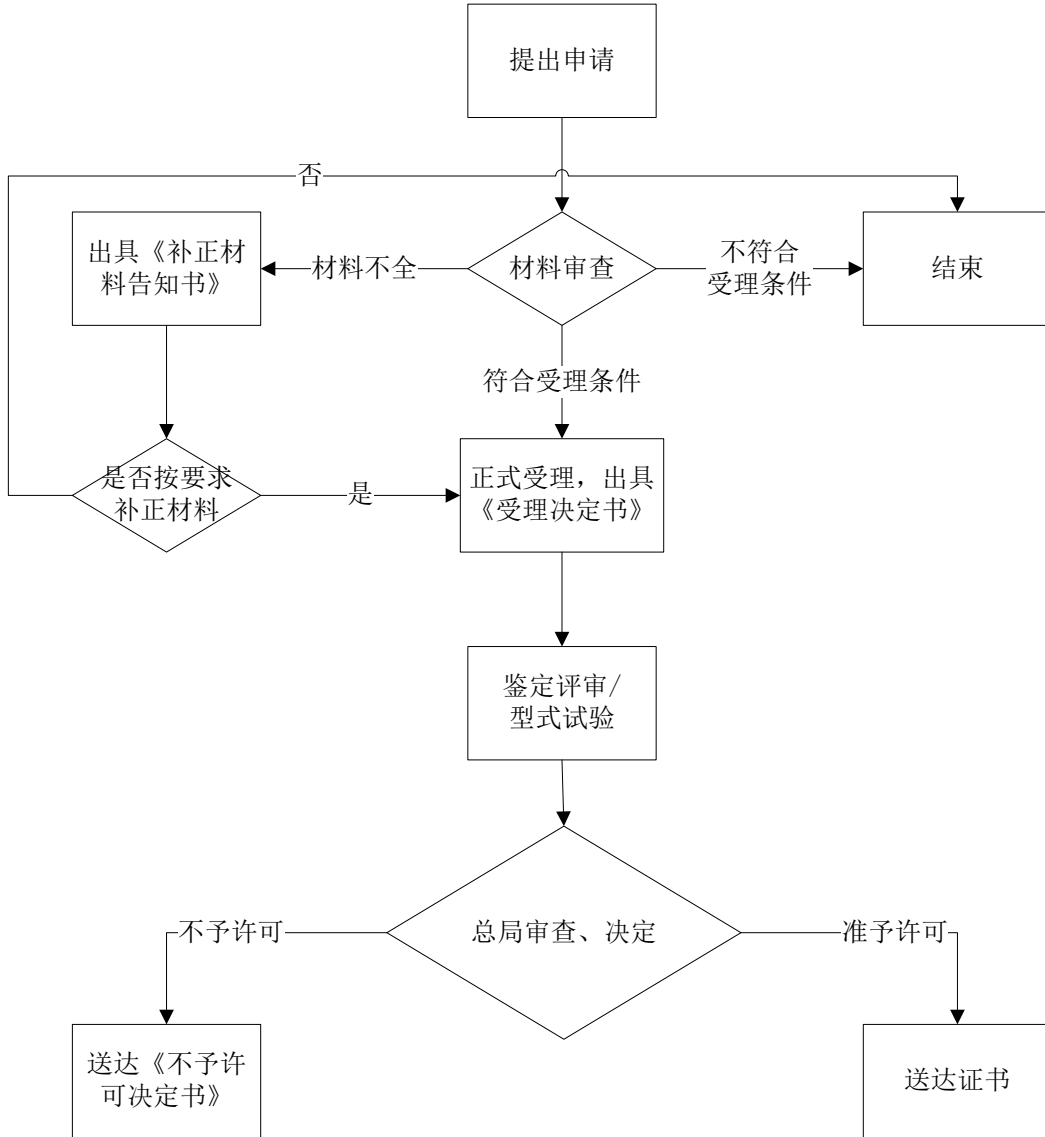 提出申请
否
出具《补正材
料告知书》
材料不全
材料审查
不符合
受理条件
结束
符合受理条件
是否按要求
补正材料
是
正式受理，出具
《受理决定书》
鉴定评审/
型式试验
不予许可
总局审查、决定
准予许可
送达《不予许
可决定书》
送达证书